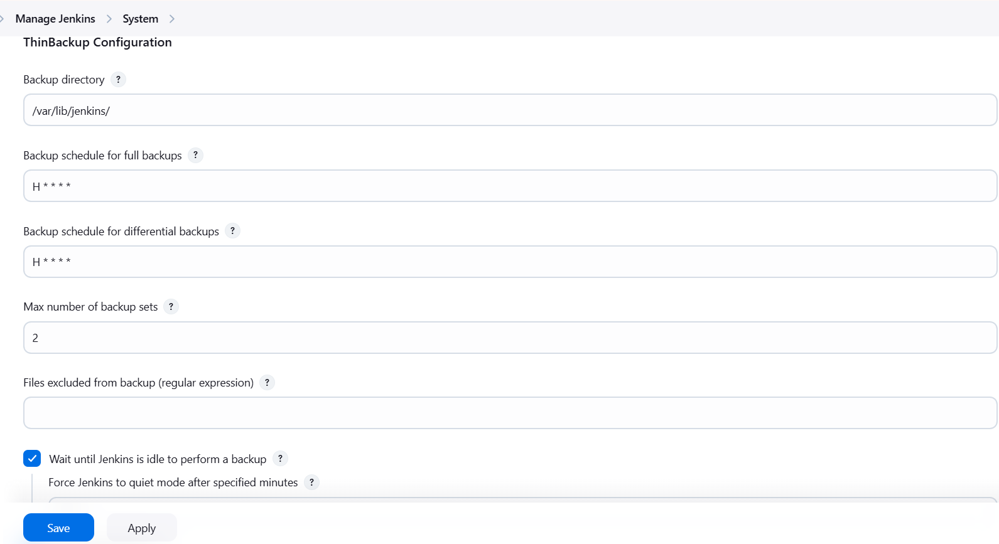 Manage Jenkins > System >
ThinBackup Configuration
Backup directory ?
/var/lib/jenkins/
Backup schedule for full backups ?
H * * * *
Backup schedule for differential backups ?
H * * * *
Max number of backup sets ?
2
Files excluded from backup (regular expression) ?
Wait until Jenkins is idle to perform a backup ?
Force Jenkins to quiet mode after specified minutes ?
Save Apply